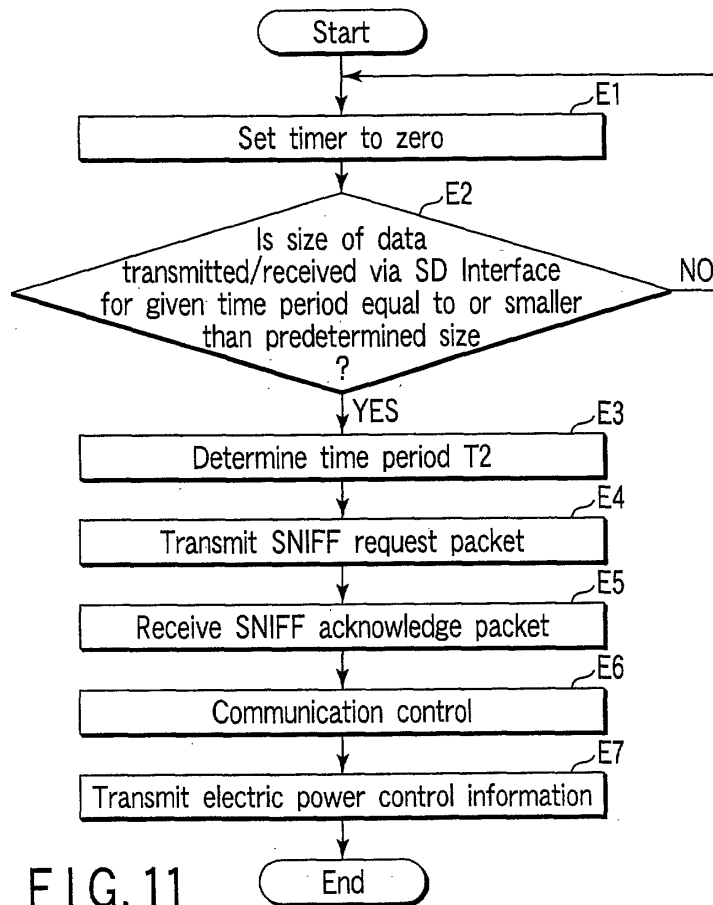 Start
E1
Set timer to zero
E2
Is size of data
transmitted/received via SD Interface
for given time period equal to or smaller
than predetermined size
?
NO
YES
E3
Determine time period T2
E4
Transmit SNIFF request packet
E5
Receive SNIFF acknowledge packet
E6
Communication control
E7
Transmit electric power control information
End
FIG. 11